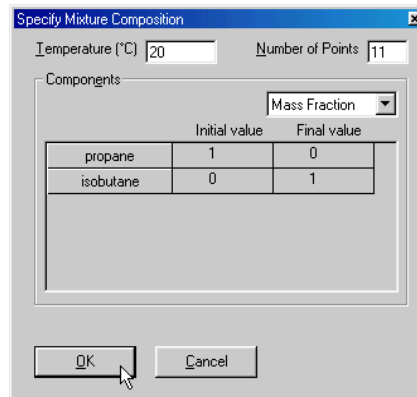 Specify Mixture Composition
Temperature (°C) 20 Number of Points 11
Components
Mass Fraction
Initial value Final value
propane 1 0
isobutane 0 1
OK Cancel